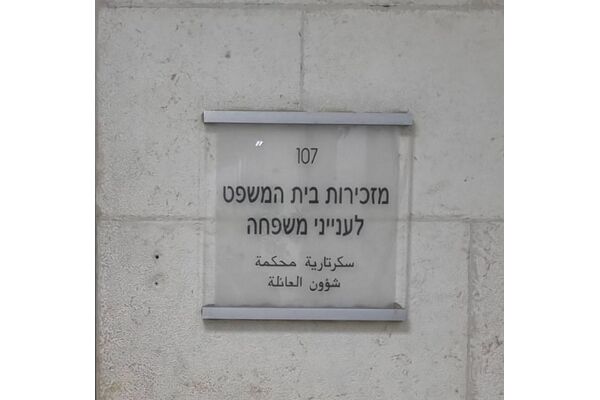 107
מזכירות בית המשפט
לענייני משפחה
سكرتارية محكمة
شؤون العائلة